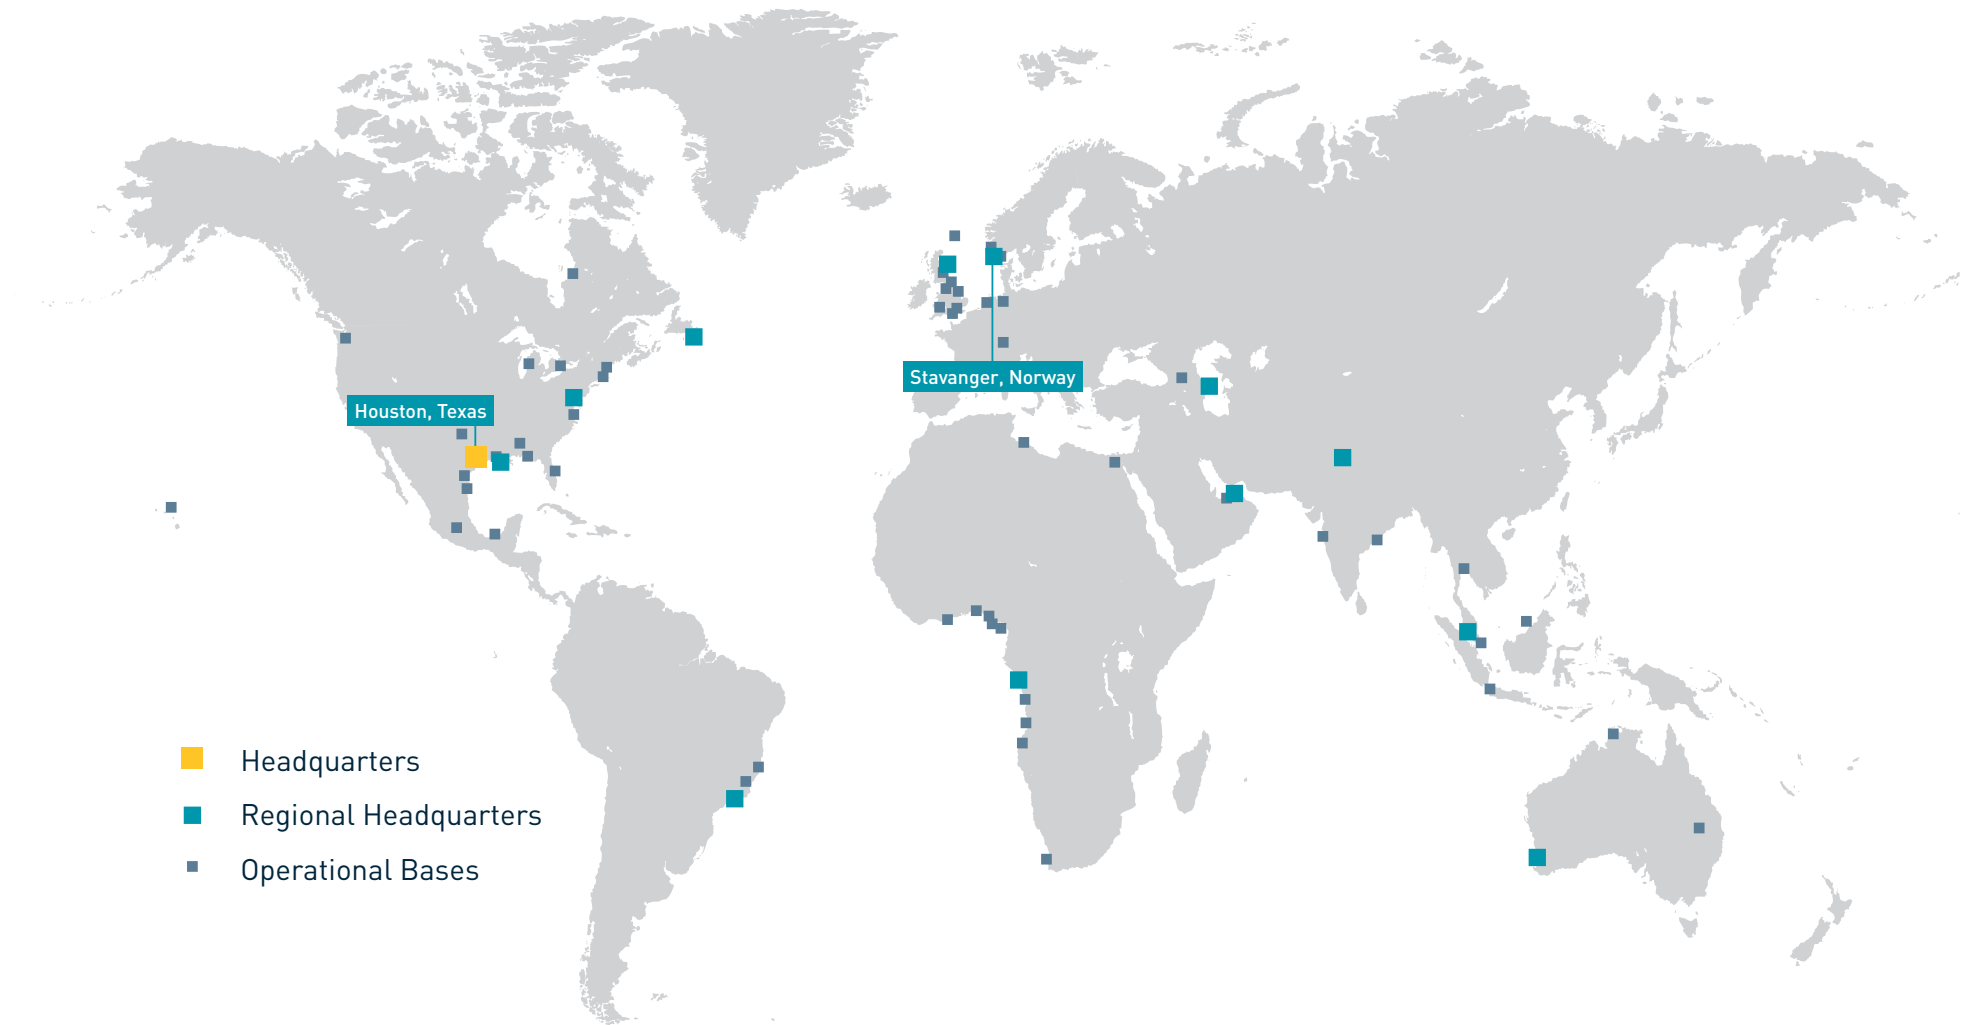 Stavanger, Norway
Houston, Texas
Headquarters
Regional Headquarters
Operational Bases